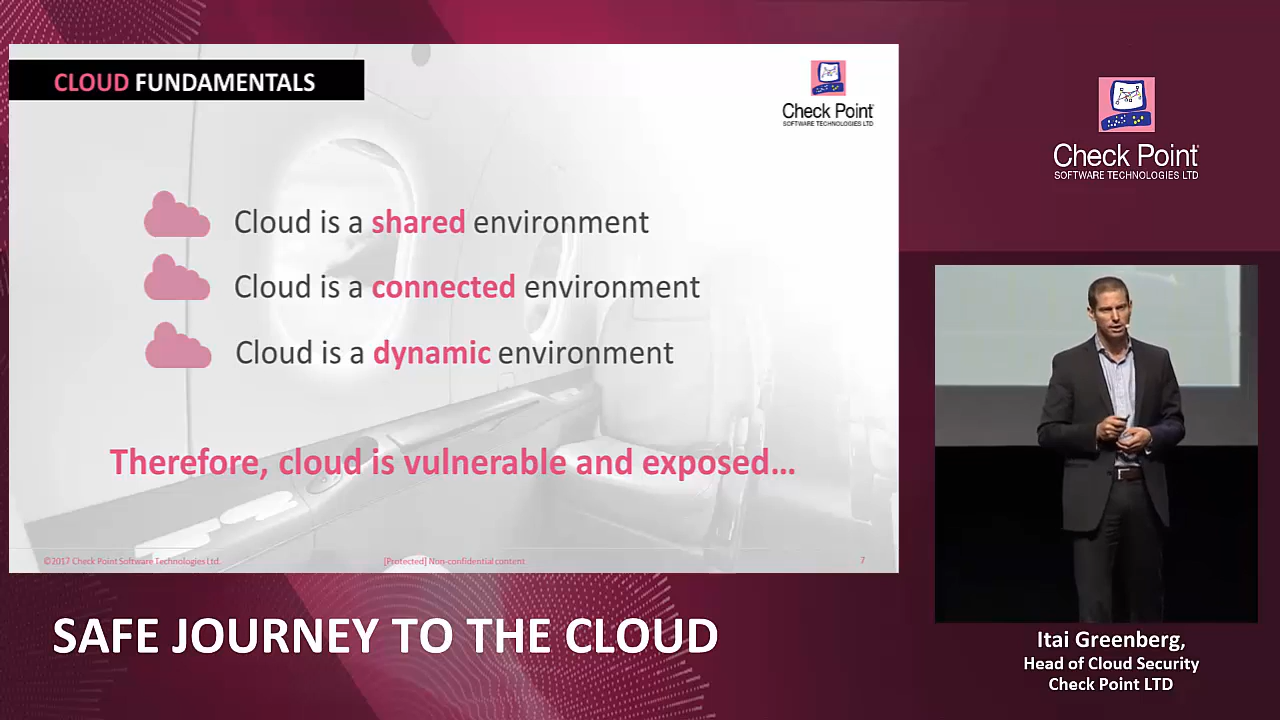 CLOUD FUNDAMENTALS
Check Point
SOFTWARE TECHNOLOGIES LTD
Cloud is a shared environment
Cloud is a connected environment
Cloud is a dynamic environment
Therefore, cloud is vulnerable and exposed...
©2017 Check Point Software Technologies Ltd.
[Protected] Non-confidential content
7
Check Point
SOFTWARE TECHNOLOGIES LTD
SAFE JOURNEY TO THE CLOUD
Itai Greenberg,
Head of Cloud Security
Check Point LTD